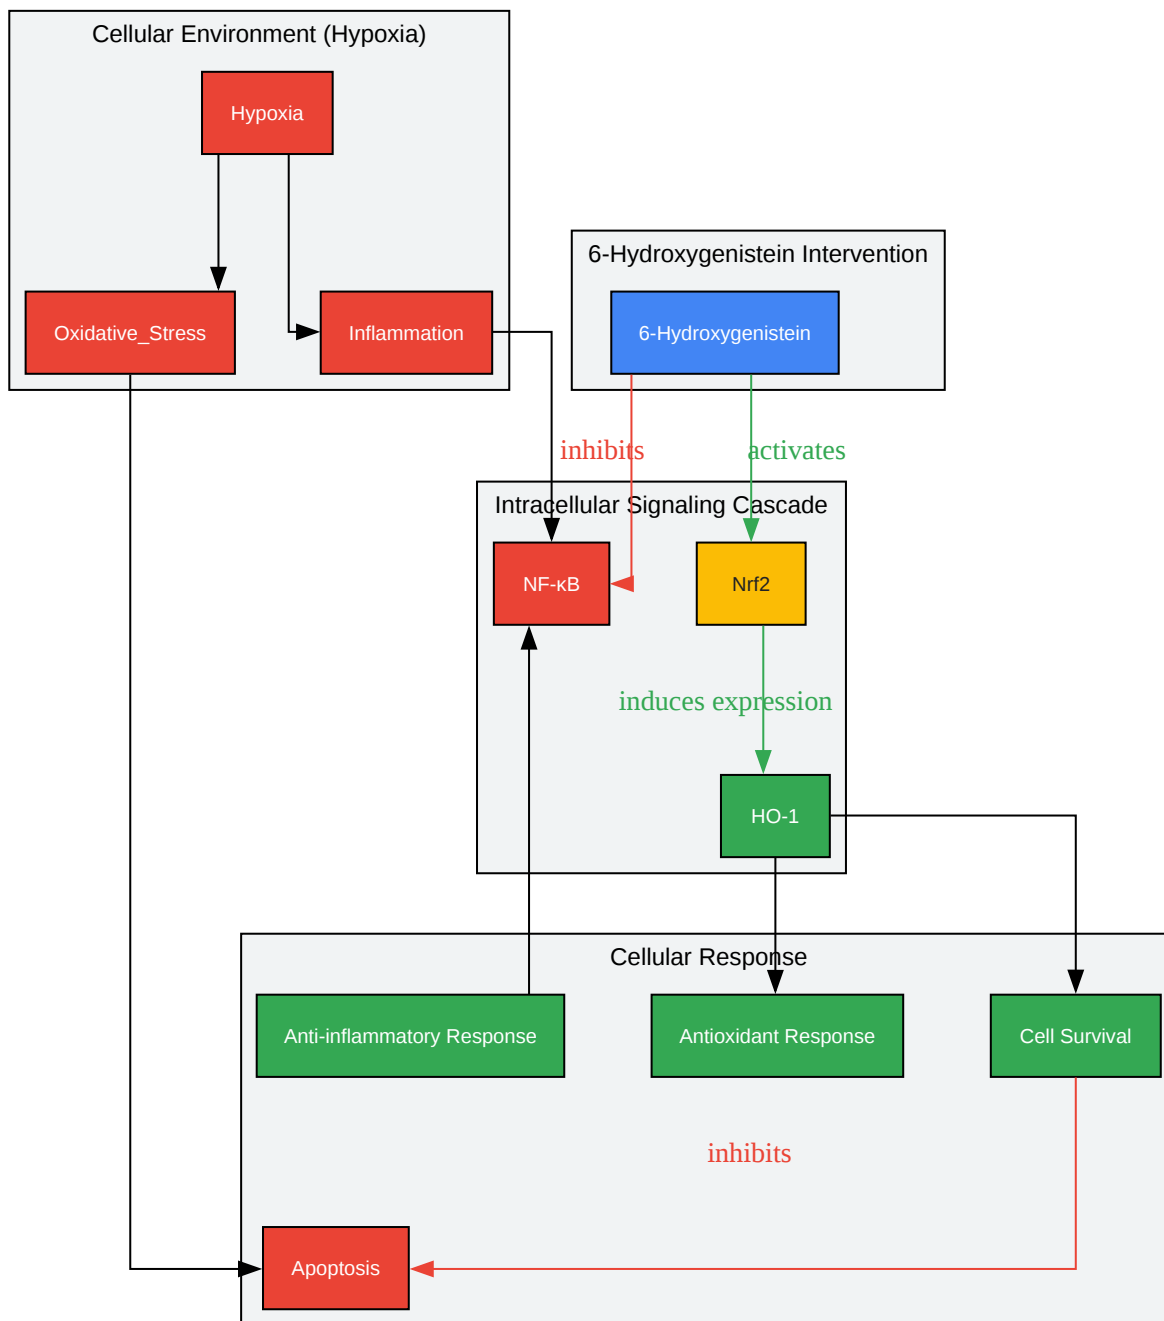 Cellular Environment (Hypoxia)
Hypoxia
Oxidative_Stress
Inflammation
6-Hydroxygenistein Intervention
6-Hydroxygenistein
inhibits
activates
Intracellular Signaling Cascade
NF-κB
Nrf2
induces expression
HO-1
Cellular Response
Anti-inflammatory Response
Antioxidant Response
Cell Survival
inhibits
Apoptosis